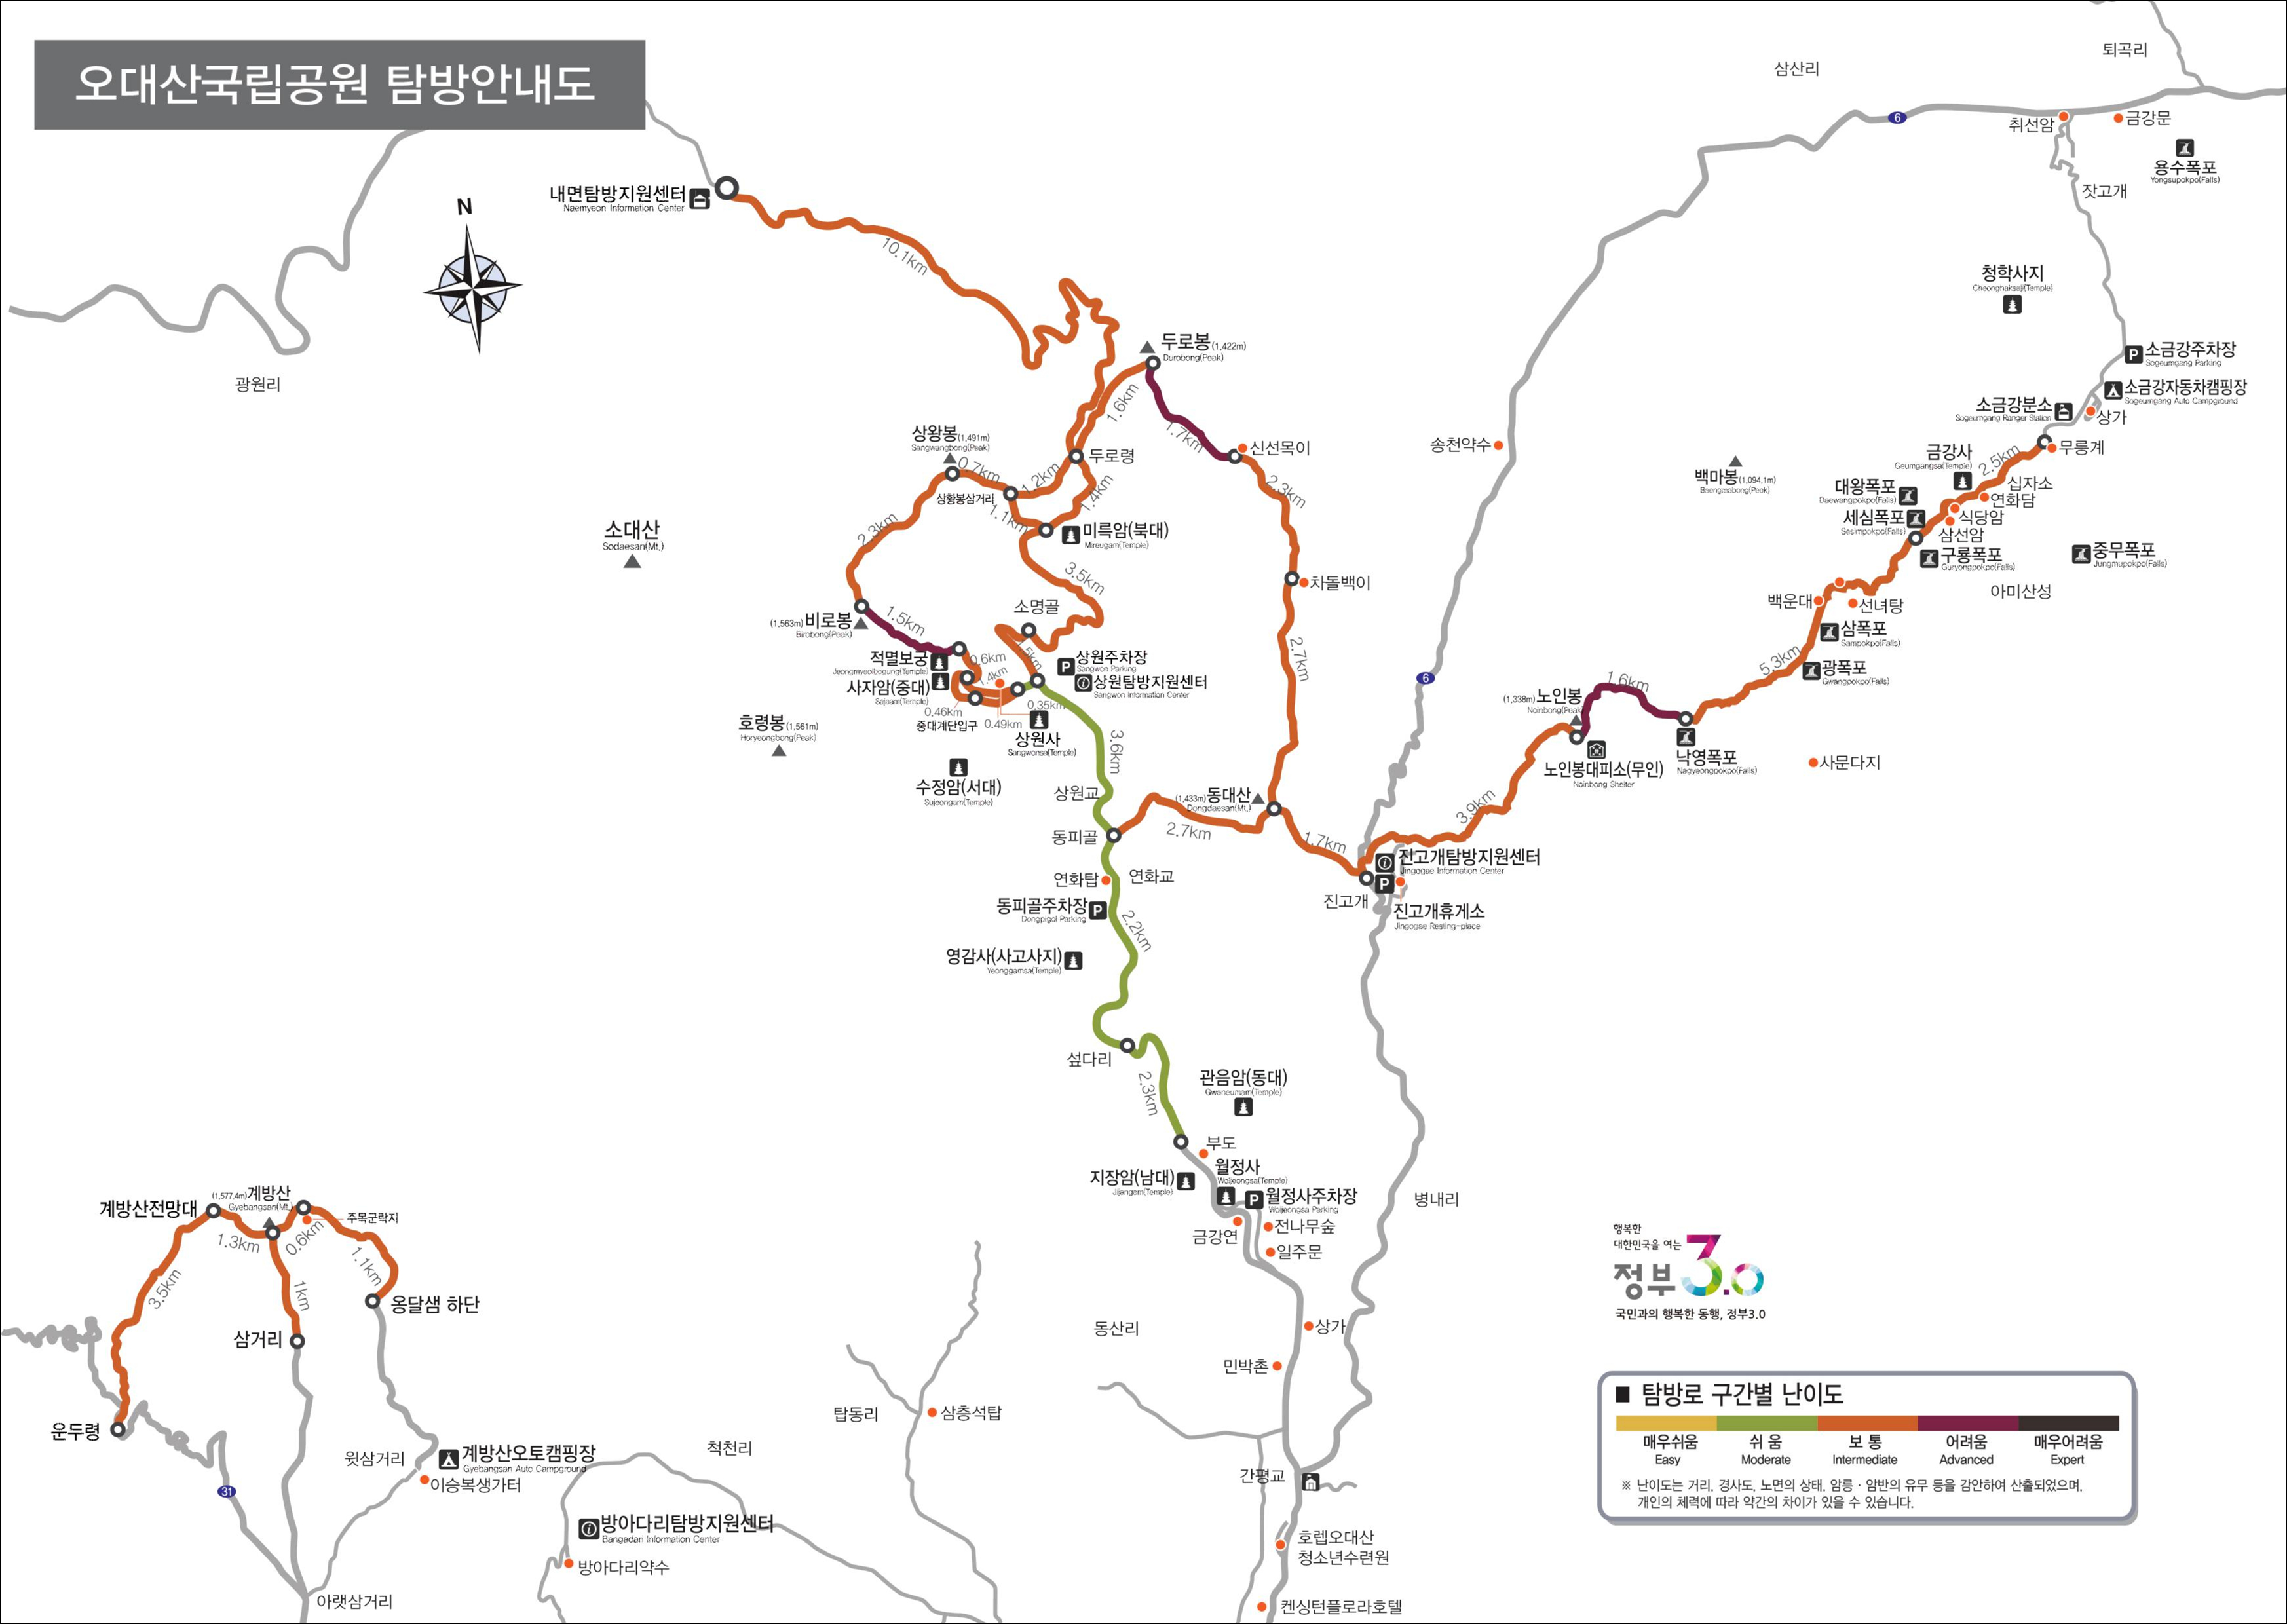 오대산국립공원 탐방안내도
퇴곡리
삼산리
6
취선암
금강문
용수폭포
Yongsupokpo(Falls)
잣고개
내면탐방지원센터
Naemyeon Information Center
N
10.1km
청학사지
Cheonghaksaji(Temple)
광원리
두로봉(1,422m)
Durobong(Peak)
소금강주차장
Sogeumgang Parking
소금강자동차캠핑장
Sogeumgang Auto Campground
소금강분소
Sogeumgang Ranger Station
상가
1.6km
1.7km
신선목이
상왕봉(1,491m)
Sangwangbong(Peak)
0.7km
두로령
1.2km
1.4km
상황봉삼거리
1.1km
송천약수
백마봉(1,094.1m)
Baengmabong(Peak)
금강사
Geumgangsa(Temple)
2.5km
무릉계
십자소
연화담
대왕폭포
Daewangpokpo(Falls)
세심폭포
Sesimpokpo(Falls)
식당암
삼선암
구룡폭포
Guryongpokpo(Falls)
중무폭포
Jungmupokpo(Falls)
아미산성
소대산
Sodaesan(Mt.)
2.3km
미륵암(북대)
Mireugam(Temple)
2.3km
3.5km
차돌백이
소명골
백운대
선녀탕
삼폭포
Sampokpo(Falls)
광폭포
Gwangpokpo(Falls)
5.3km
(1,563m)비로봉
Birobong(Peak)
1.5km
적멸보궁
Jeongmyeolbogung(Temple)
0.6km
1.4km
상원주차장
Sangwon Parking
상원탐방지원센터
Sangwon Information Center
사자암(중대)
Sajaam(Temple)
0.46km
중대계단입구
0.49km
0.35km
상원사
Sangwonsa(Temple)
2.7km
6
(1,338m)노인봉
Noinbong(Peak)
1.6km
낙영폭포
Nagyeongpokpo(Falls)
노인봉대피소(무인)
Noinbong Shelter
사문다지
호령봉(1,561m)
Horyeongbong(Peak)
수정암(서대)
Sujeongam(Temple)
3.6km
상원교
(1,433m)동대산
Dongdaesan(Mt.)
동피골
2.7km
1.7km
3.9km
진고개탐방지원센터
Jingogae Information Center
진고개
진고개휴게소
Jingogae Resting-place
연화탑
연화교
동피골주차장
Dongpigol Parking
2.2km
영감사(사고사지)
Yeonggamsa(Temple)
섶다리
2.3km
관음암(동대)
Gwaneumam(Temple)
부도
지장암(남대)
Jijangam(Temple)
월정사
Woljeongsa(Temple)
월정사주차장
Woljeongsa Parking
금강연
전나무숲
일주문
병내리
계방산전망대
(1,577.4m)계방산
Gyebangsan(Mt.)
주목군락지
1.3km
0.6km
1.1km
3.5km
1km
옹달샘 하단
삼거리
운두령
31
윗삼거리
계방산오토캠핑장
Gyebangsan Auto Campground
이승복생가터
아랫삼거리
방아다리탐방지원센터
Bangadari Information Center
방아다리약수
척천리
탑동리
삼층석탑
동산리
상가
민박촌
간평교
호렙오대산
청소년수련원
켄싱턴플로라호텔
행복한
대한민국을 여는
정부3.0
국민과의 행복한 동행, 정부3.0
■ 탐방로 구간별 난이도
매우쉬움 쉬 움 보 통 어려움 매우어려움
Easy Moderate Intermediate Advanced Expert
※ 난이도는 거리, 경사도, 노면의 상태, 암릉 · 암반의 유무 등을 감안하여 산출되었으며,
개인의 체력에 따라 약간의 차이가 있을 수 있습니다.